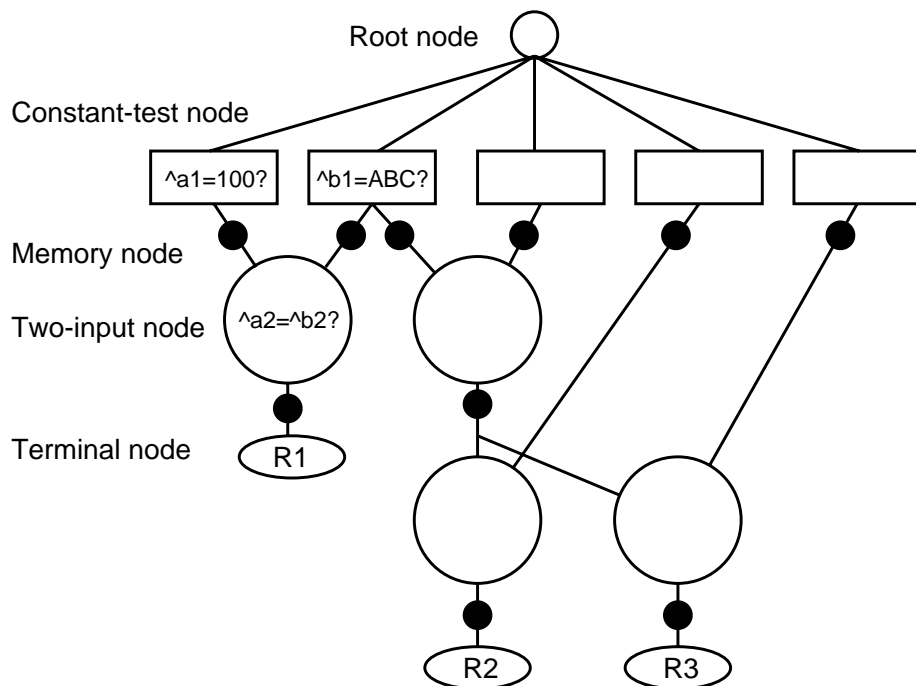 Root node
Constant-test node
^a1=100?
^b1=ABC?
Memory node
Two-input node
^a2=^b2?
Terminal node
R1
R2
R3